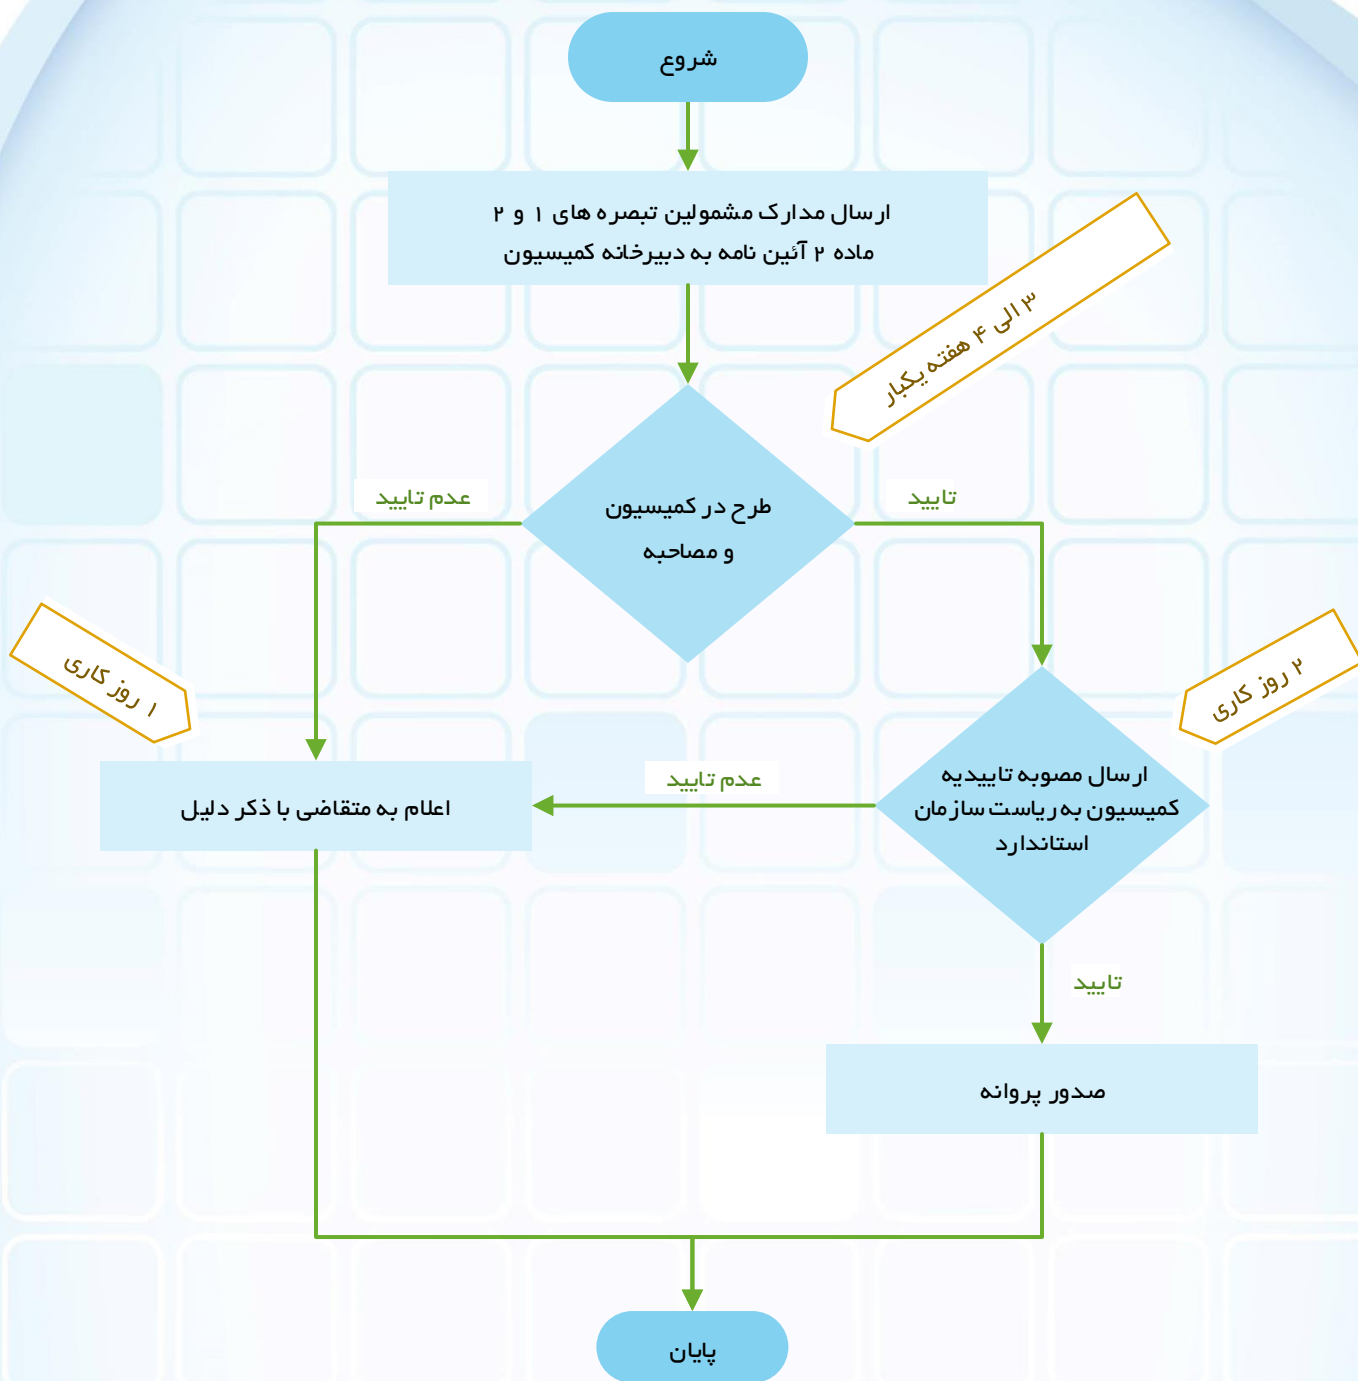 شروع
ارسال مدارک مشمولین تبصره های ۱ و ۲
ماده ۲ آئین نامه به دبیرخانه کمیسیون
۳ الی ۴ هفته یکبار
طرح در کمیسیون
و مصاحبه
تایید
عدم تایید
۲ روز کاری
۱ روز کاری
ارسال مصوبه تاییدیه
کمیسیون به ریاست سازمان
استاندارد
عدم تایید
اعلام به متقاضی با ذکر دلیل
تایید
صدور پروانه
پایان